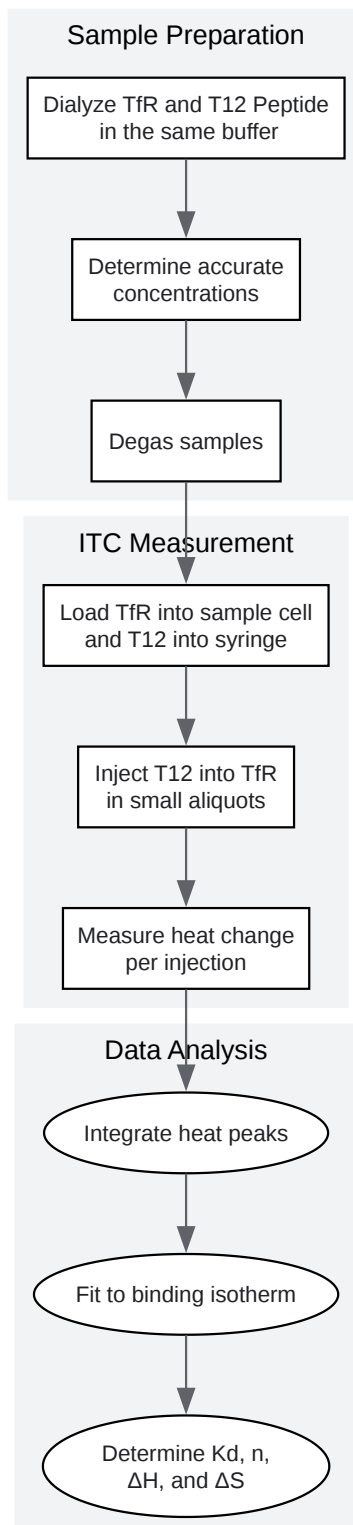 Sample Preparation
Dialyze TfR and T12 Peptide
in the same buffer
Determine accurate
concentrations
Degas samples
ITC Measurement
Load TfR into sample cell
and T12 into syringe
Inject T12 into TfR
in small aliquots
Measure heat change
per injection
Data Analysis
Integrate heat peaks
Fit to binding isotherm
Determine Kd, n,
ΔH, and ΔS